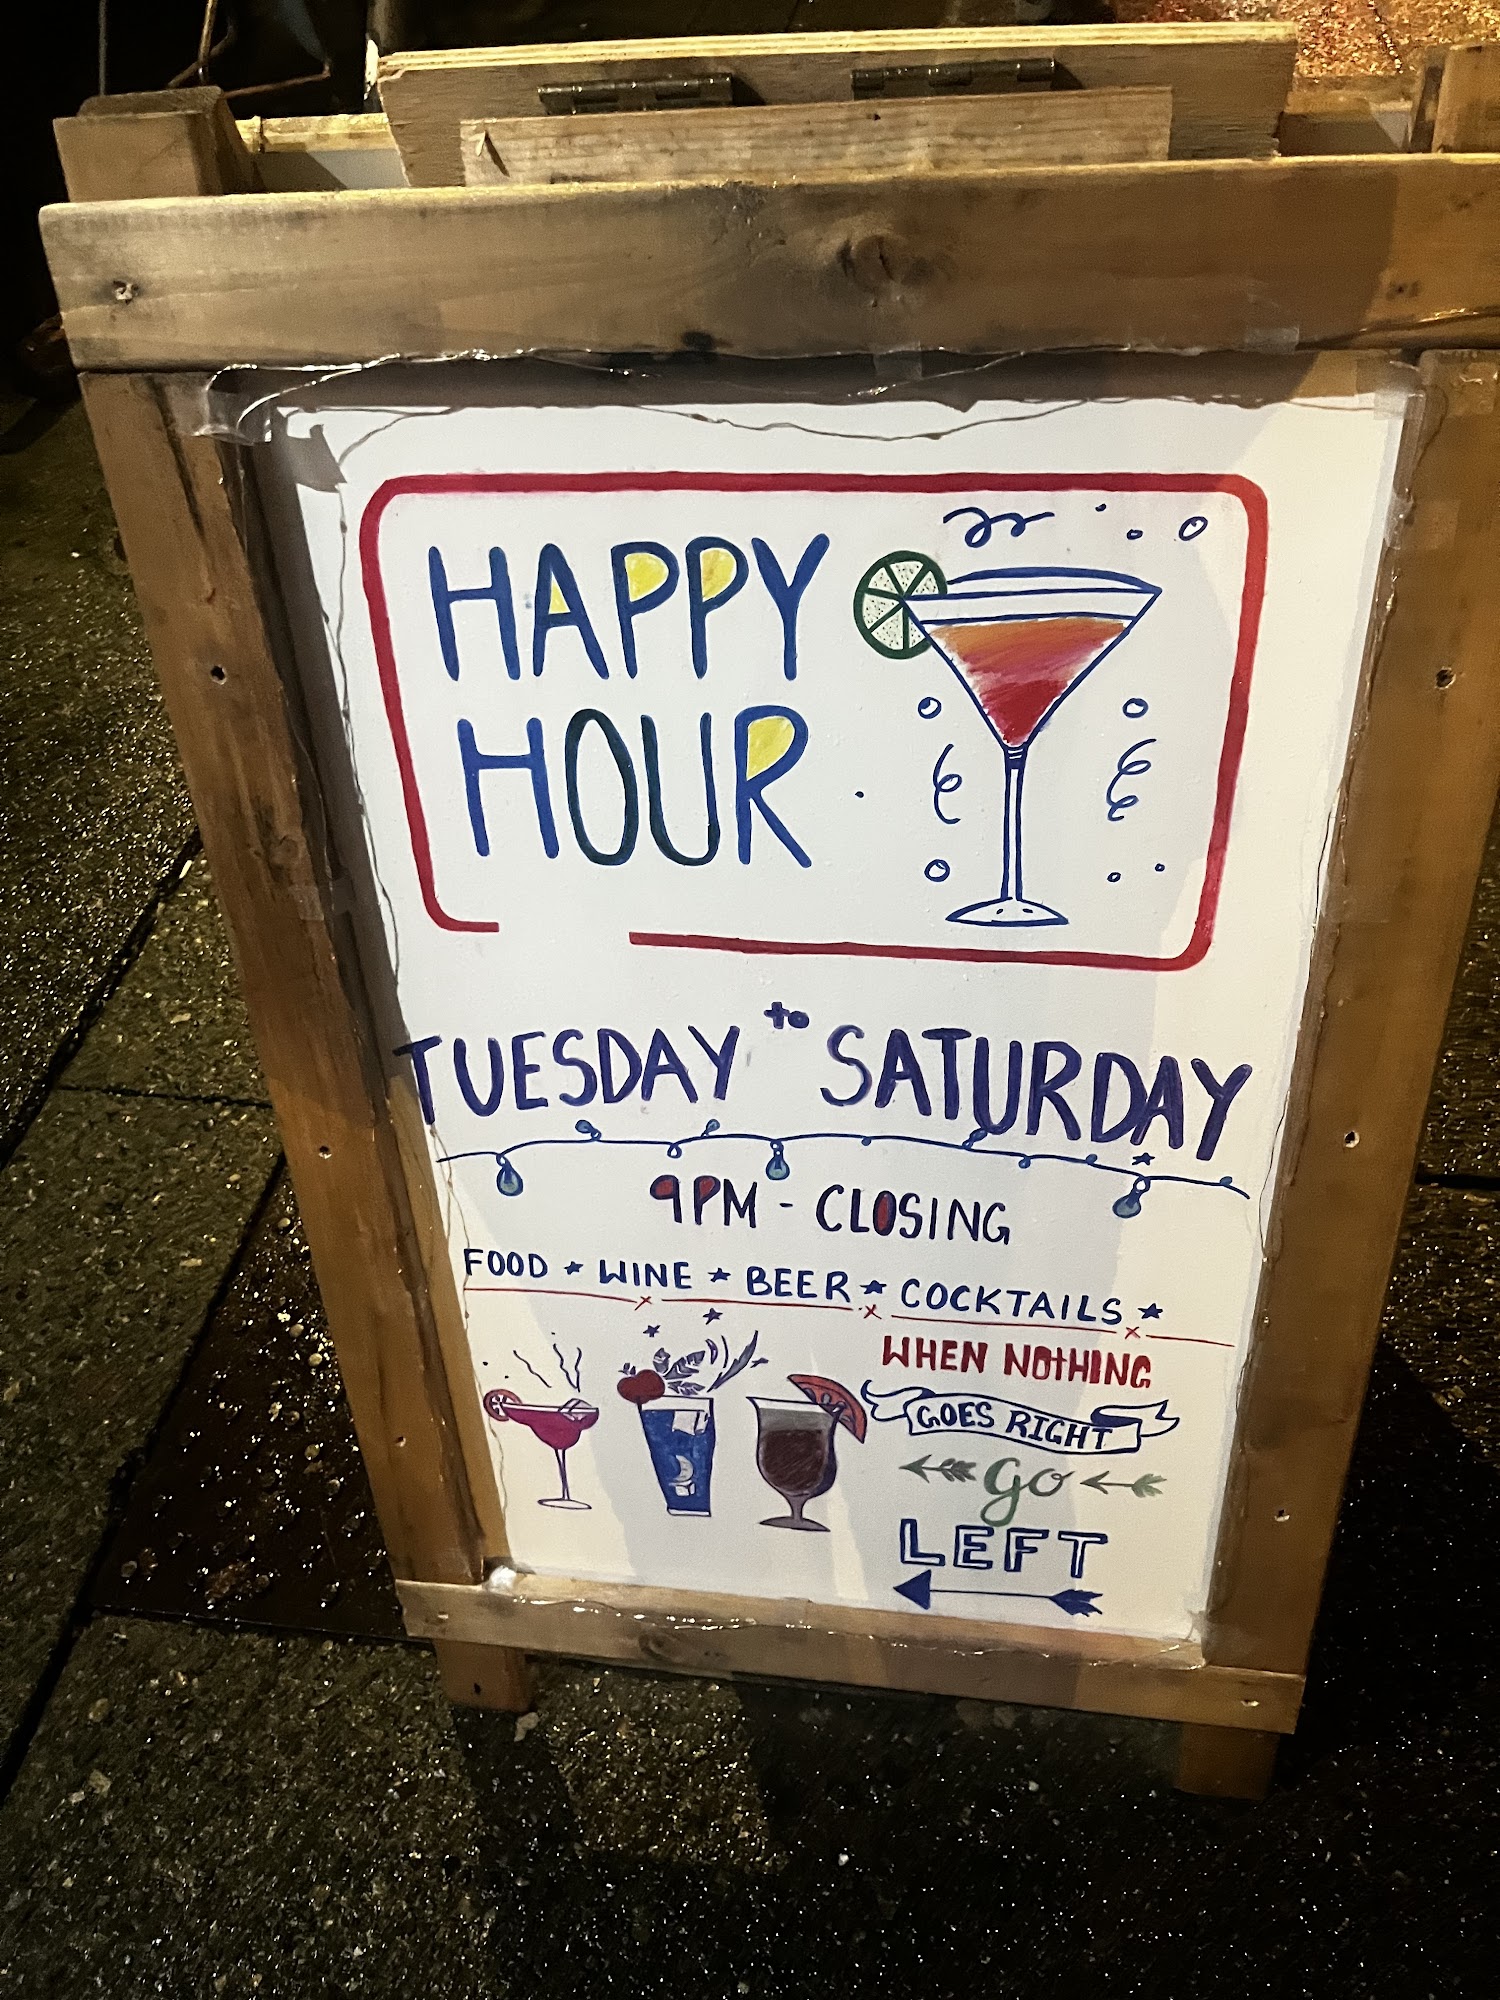 HAPPY
HOUR
TUESDAY to SATURDAY
9PM - CLOSING
FOOD ★ WINE ★ BEER ★ COCKTAILS ★
WHEN NOTHING
GOES RIGHT
go
LEFT